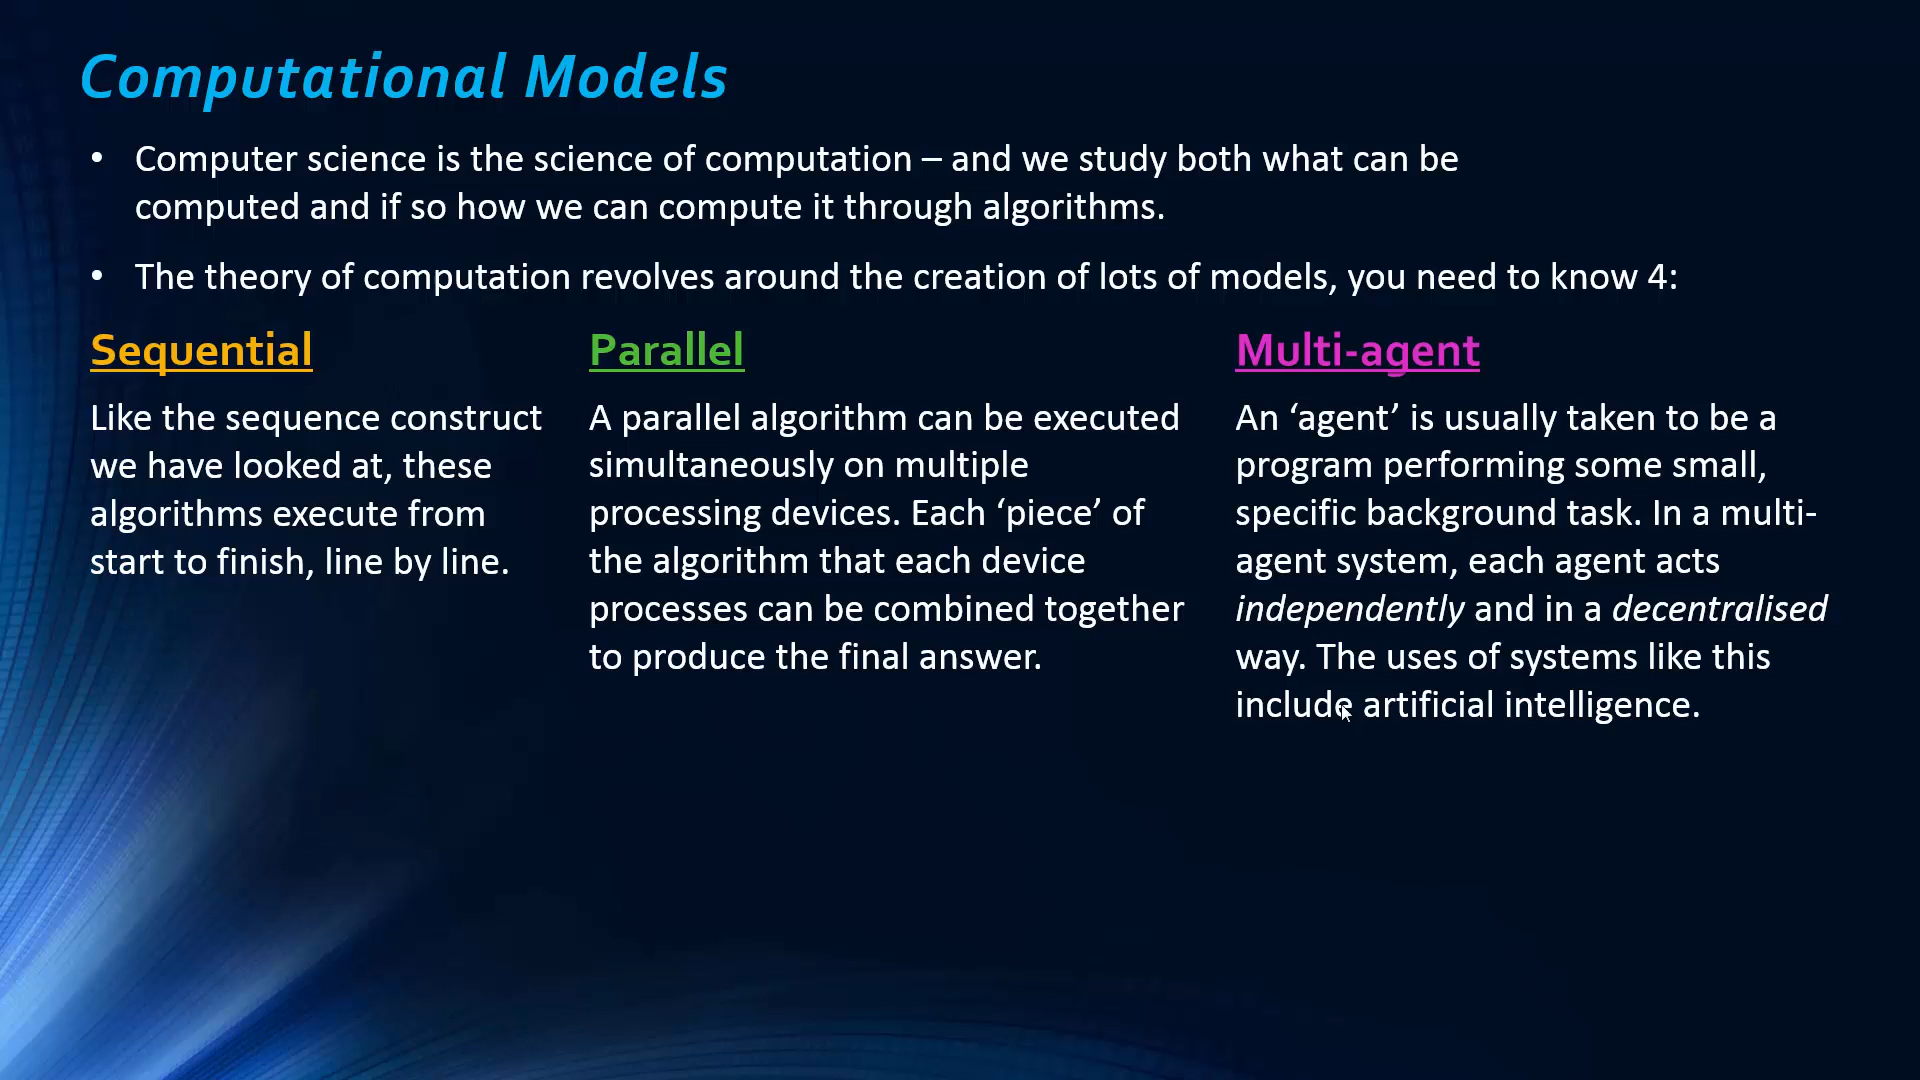 Computational Models
• Computer science is the science of computation – and we study both what can be
computed and if so how we can compute it through algorithms.
• The theory of computation revolves around the creation of lots of models, you need to know 4:
Sequential
Like the sequence construct
we have looked at, these
algorithms execute from
start to finish, line by line.
Parallel
A parallel algorithm can be executed
simultaneously on multiple
processing devices. Each ‘piece’ of
the algorithm that each device
processes can be combined together
to produce the final answer.
Multi-agent
An ‘agent’ is usually taken to be a
program performing some small,
specific background task. In a multi-
agent system, each agent acts
independently and in a decentralised
way. The uses of systems like this
include artificial intelligence.